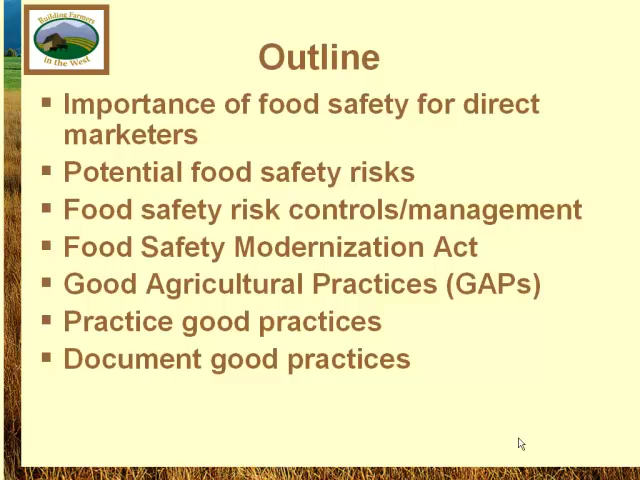 Building Farmers
in the West
Outline
Importance of food safety for direct
marketers
Potential food safety risks
Food safety risk controls/management
Food Safety Modernization Act
Good Agricultural Practices (GAPs)
Practice good practices
Document good practices